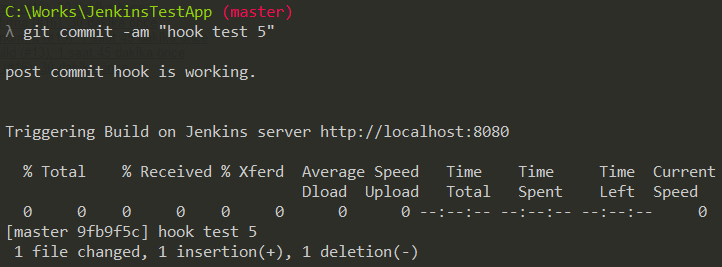 C:\Works\JenkinsTestApp (master)
λ git commit -am "hook test 5"
post commit hook is working.
Triggering Build on Jenkins server http://localhost:8080
% Total % Received % Xferd Average Speed Time Time Time Current
Dload Upload Total Spent Left Speed
0 0 0 0 0 0 0 0 --:--:-- --:--:-- --:--:-- 0
[master 9fb9f5c] hook test 5
1 file changed, 1 insertion(+), 1 deletion(-)